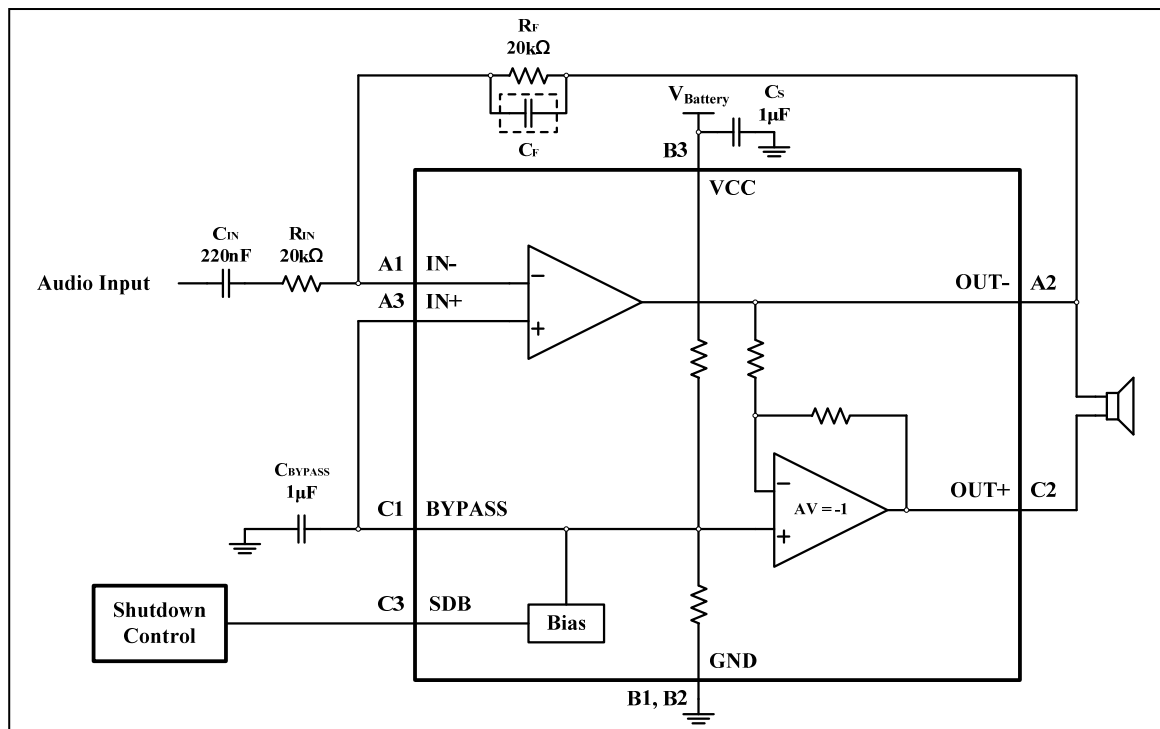 RF
20kΩ
CF
VBattery
CS
1μF
B3
VCC
CIN
220nF
RIN
20kΩ
Audio Input
A1
IN-
A3
IN+
OUT-
A2
CBYPASS
1μF
C1
BYPASS
AV = -1
OUT+
C2
Shutdown
Control
C3
SDB
Bias
GND
B1, B2